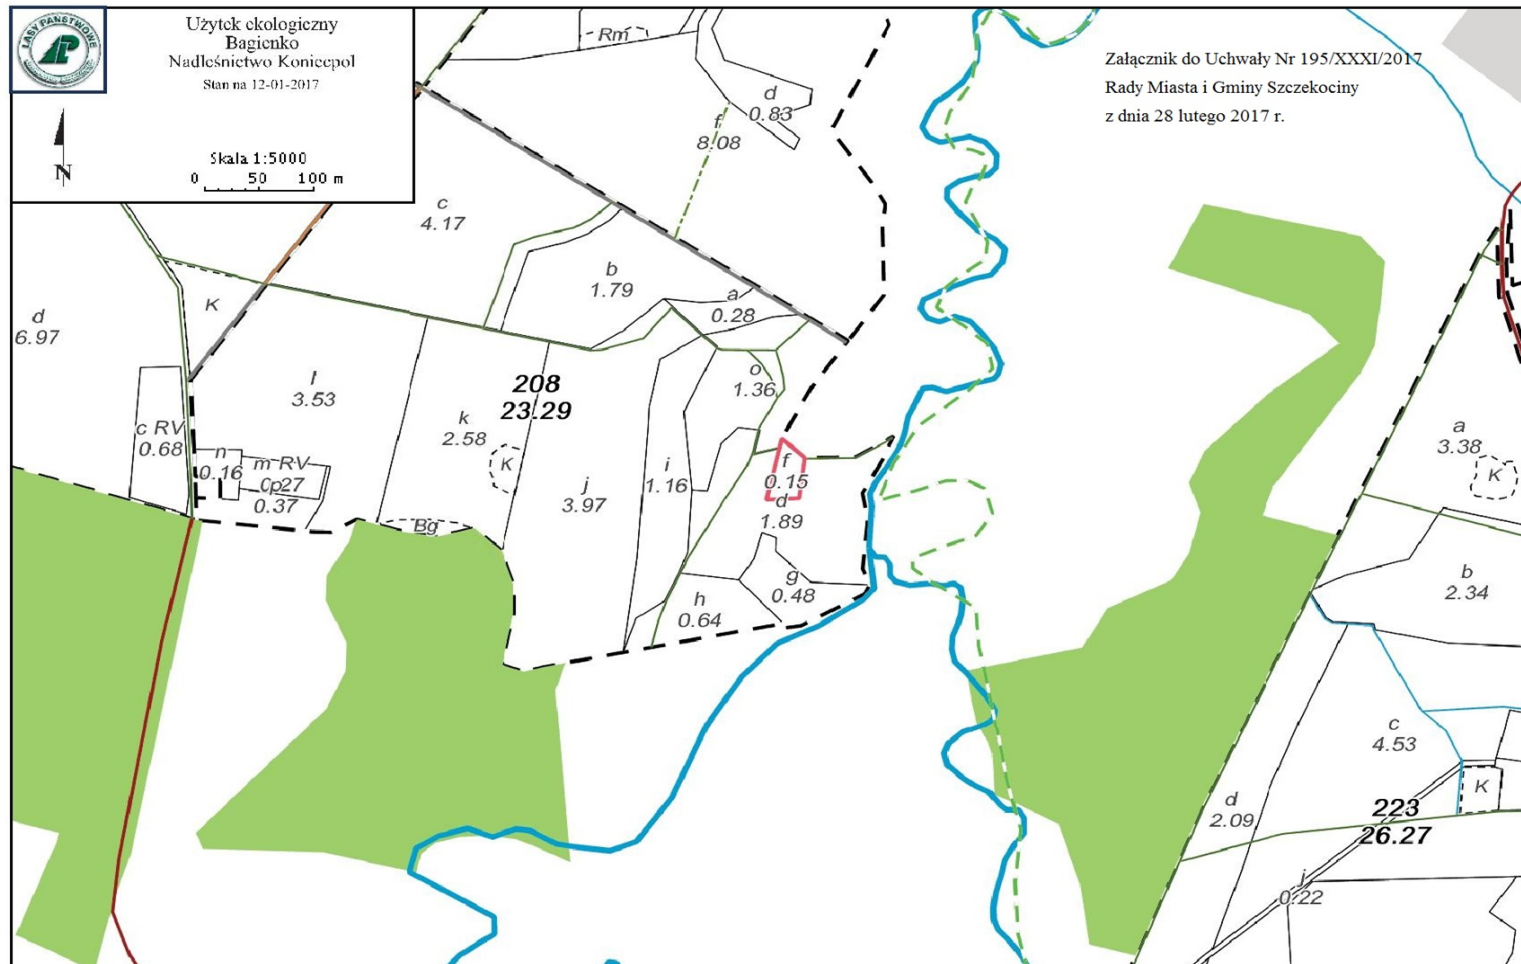 LASY PAŃSTWOWE
Użytek ekologiczny
Bagienko
Nadleśnictwo Koniecpol
Stan na 12-01-2017
N
Skala 1:5000
0 50 100 m
Załącznik do Uchwały Nr 195/XXXI/2017
Rady Miasta i Gminy Szczekociny
z dnia 28 lutego 2017 r.
Rm
d
0.83
f
8.08
c
4.17
b
1.79
a
0.28
K
d
6.97
l
3.53
208
23.29
k
2.58
K
o
1.36
c RV
0.68
n
0.16
m RV
0p27
0.37
i
1.16
j
3.97
f
0.15
d
1.89
Bg
g
0.48
h
0.64
a
3.38
K
b
2.34
c
4.53
K
d
2.09
223
26.27
i
0.22